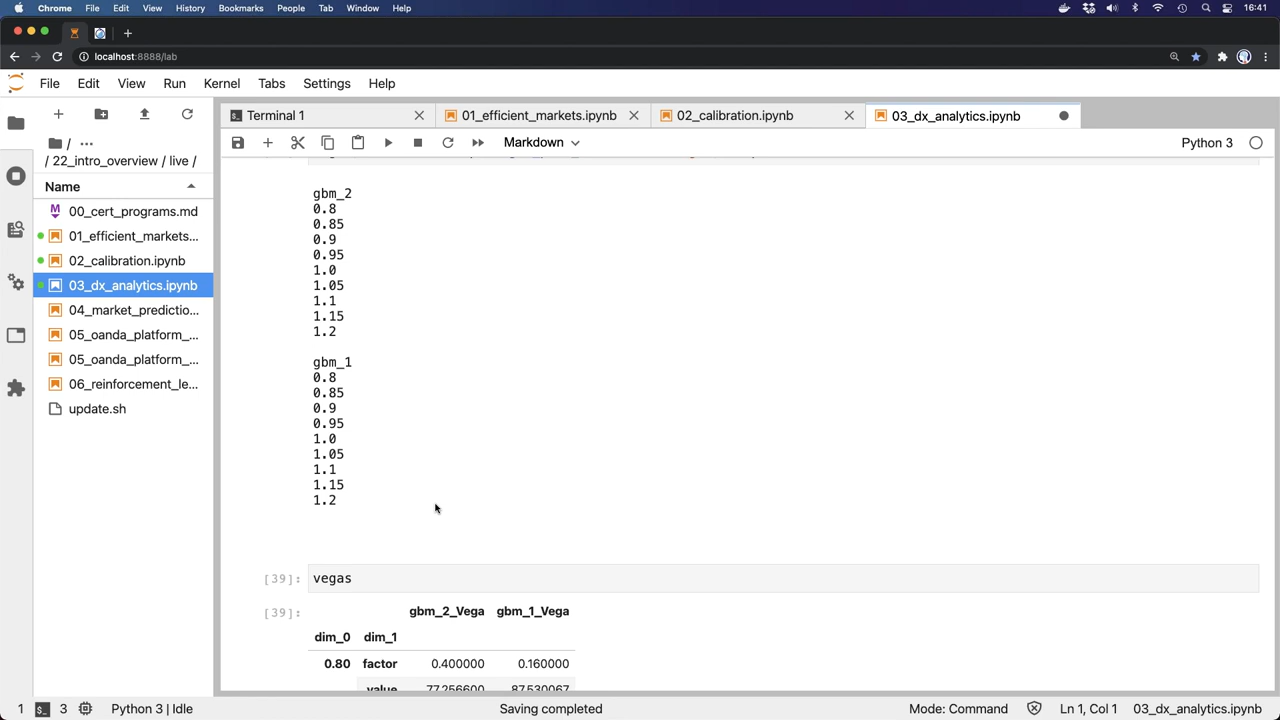 Chrome File Edit View History Bookmarks People Tab Window Help 16:41
localhost:8888/lab
File Edit View Run Kernel Tabs Settings Help
Terminal 1 01_efficient_markets.ipynb 02_calibration.ipynb 03_dx_analytics.ipynb
Markdown Python 3
/ ...
/ 22_intro_overview / live /
Name
00_cert_programs.md
01_efficient_markets...
02_calibration.ipynb
03_dx_analytics.ipynb
04_market_predictio...
05_oanda_platform_...
05_oanda_platform_...
06_reinforcement_le...
update.sh
gbm_2
0.8
0.85
0.9
0.95
1.0
1.05
1.1
1.15
1.2
gbm_1
0.8
0.85
0.9
0.95
1.0
1.05
1.1
1.15
1.2
[39]: vegas
[39]: gbm_2_Vega gbm_1_Vega
dim_0 dim_1
0.80 factor 0.400000 0.160000
value 77.256600 87.530067
1 3 Python 3 | Idle Saving completed Mode: Command Ln 1, Col 1 03_dx_analytics.ipynb